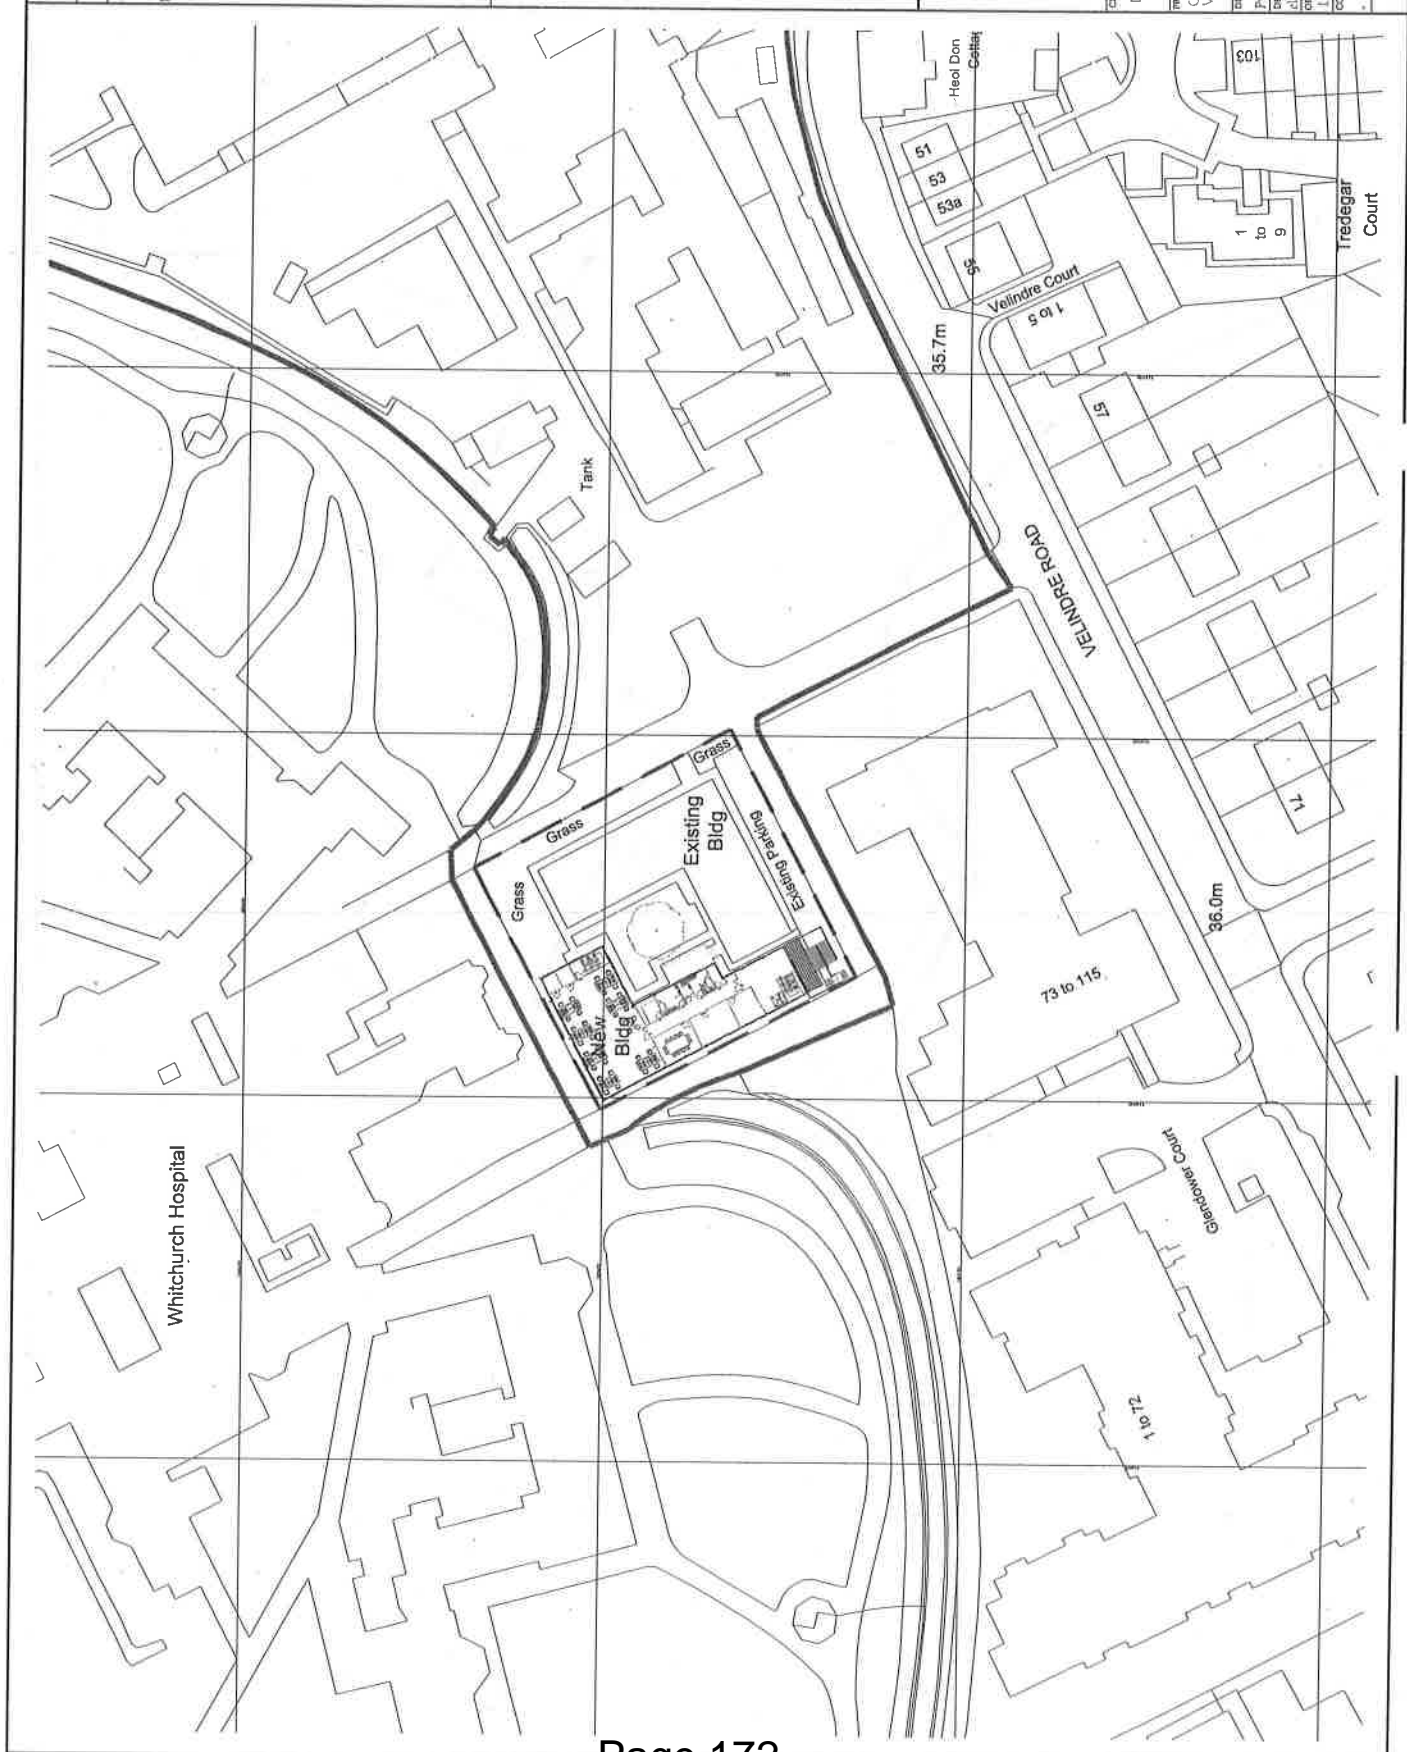 Heol Don
51
53
53a
55
103
1
to
9
Tredegar
Court
Velindre Court
1 to 5
35.7m
57
Tank
VELINDRE ROAD
71
Grass
Grass
Grass
Existing
Bldg
Existing Parking
New
Bldg
36.0m
73 to 115
Whitchurch Hospital
Glendower Court
1 to 72
Page 172